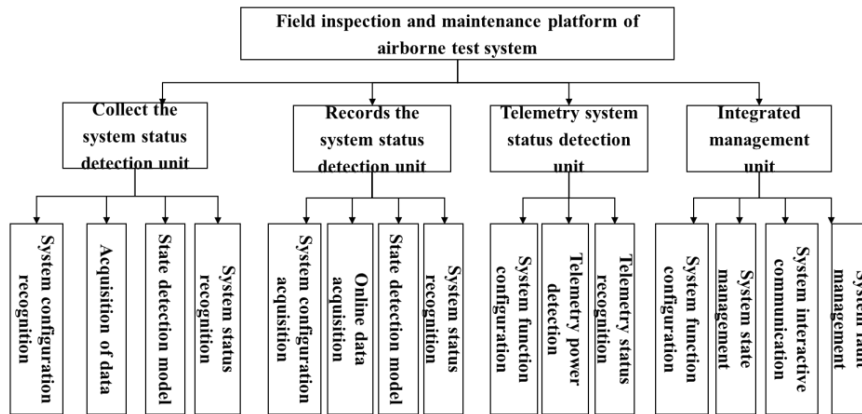 Field inspection and maintenance platform of
airborne test system
Collect the
system status
detection unit
Records the
system status
detection unit
Telemetry system
status detection
unit
Integrated
management
unit
System configuration
recognition
Acquisition of data
State detection model
System status
recognition
System configuration
acquisition
Online data
acquisition
State detection model
System status
recognition
System function
configuration
Telemetry power
detection
Telemetry status
recognition
System function
configuration
System state
management
System interactive
communication
System fault
management